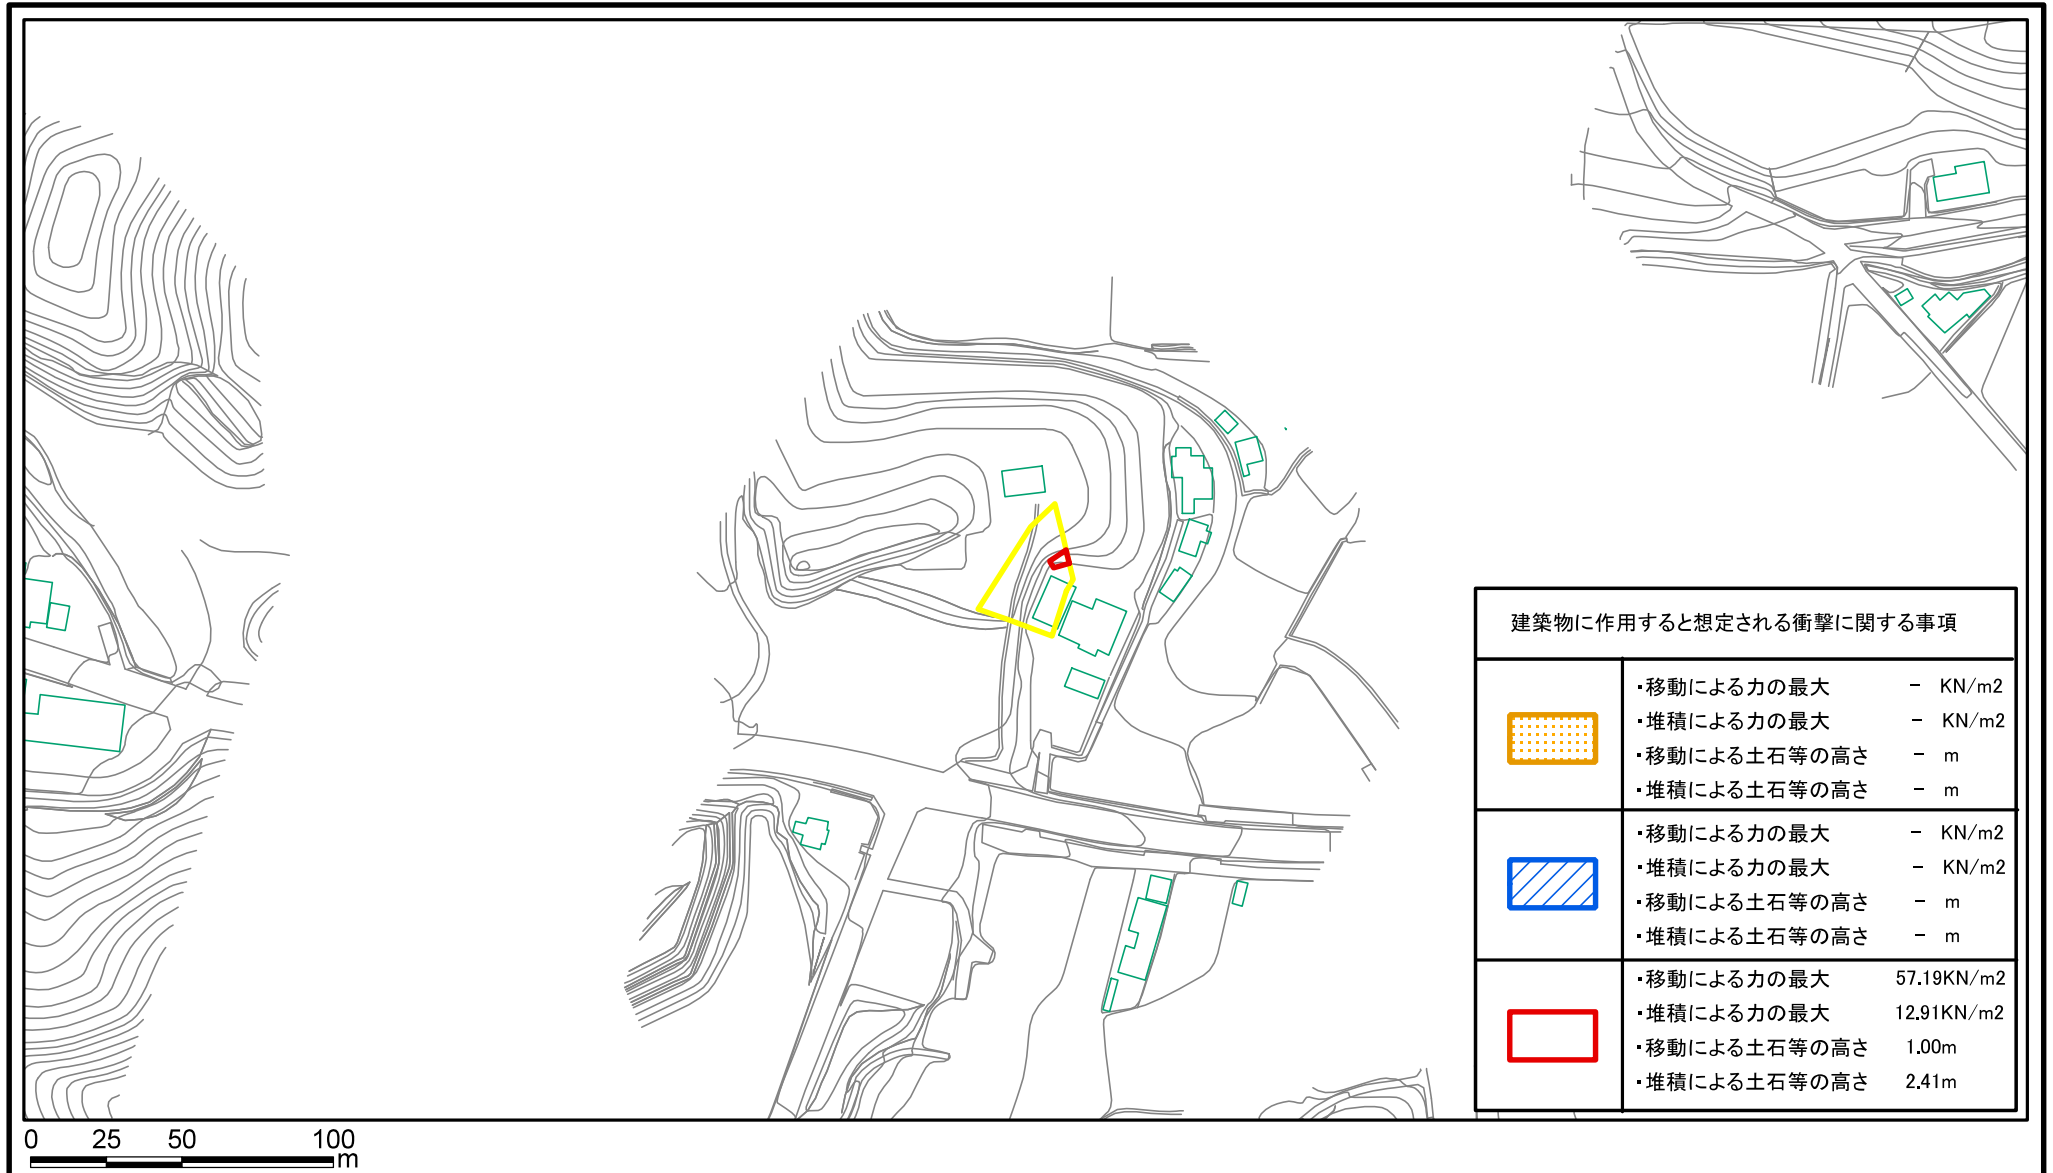 建築物に作用すると想定される衝撃に関する事項
・移動による力の最大 － KN/m2
・堆積による力の最大 － KN/m2
・移動による土石等の高さ － m
・堆積による土石等の高さ － m
・移動による力の最大 － KN/m2
・堆積による力の最大 － KN/m2
・移動による土石等の高さ － m
・堆積による土石等の高さ － m
・移動による力の最大 57.19KN/m2
・堆積による力の最大 12.91KN/m2
・移動による土石等の高さ 1.00m
・堆積による土石等の高さ 2.41m
0 25 50 100
m